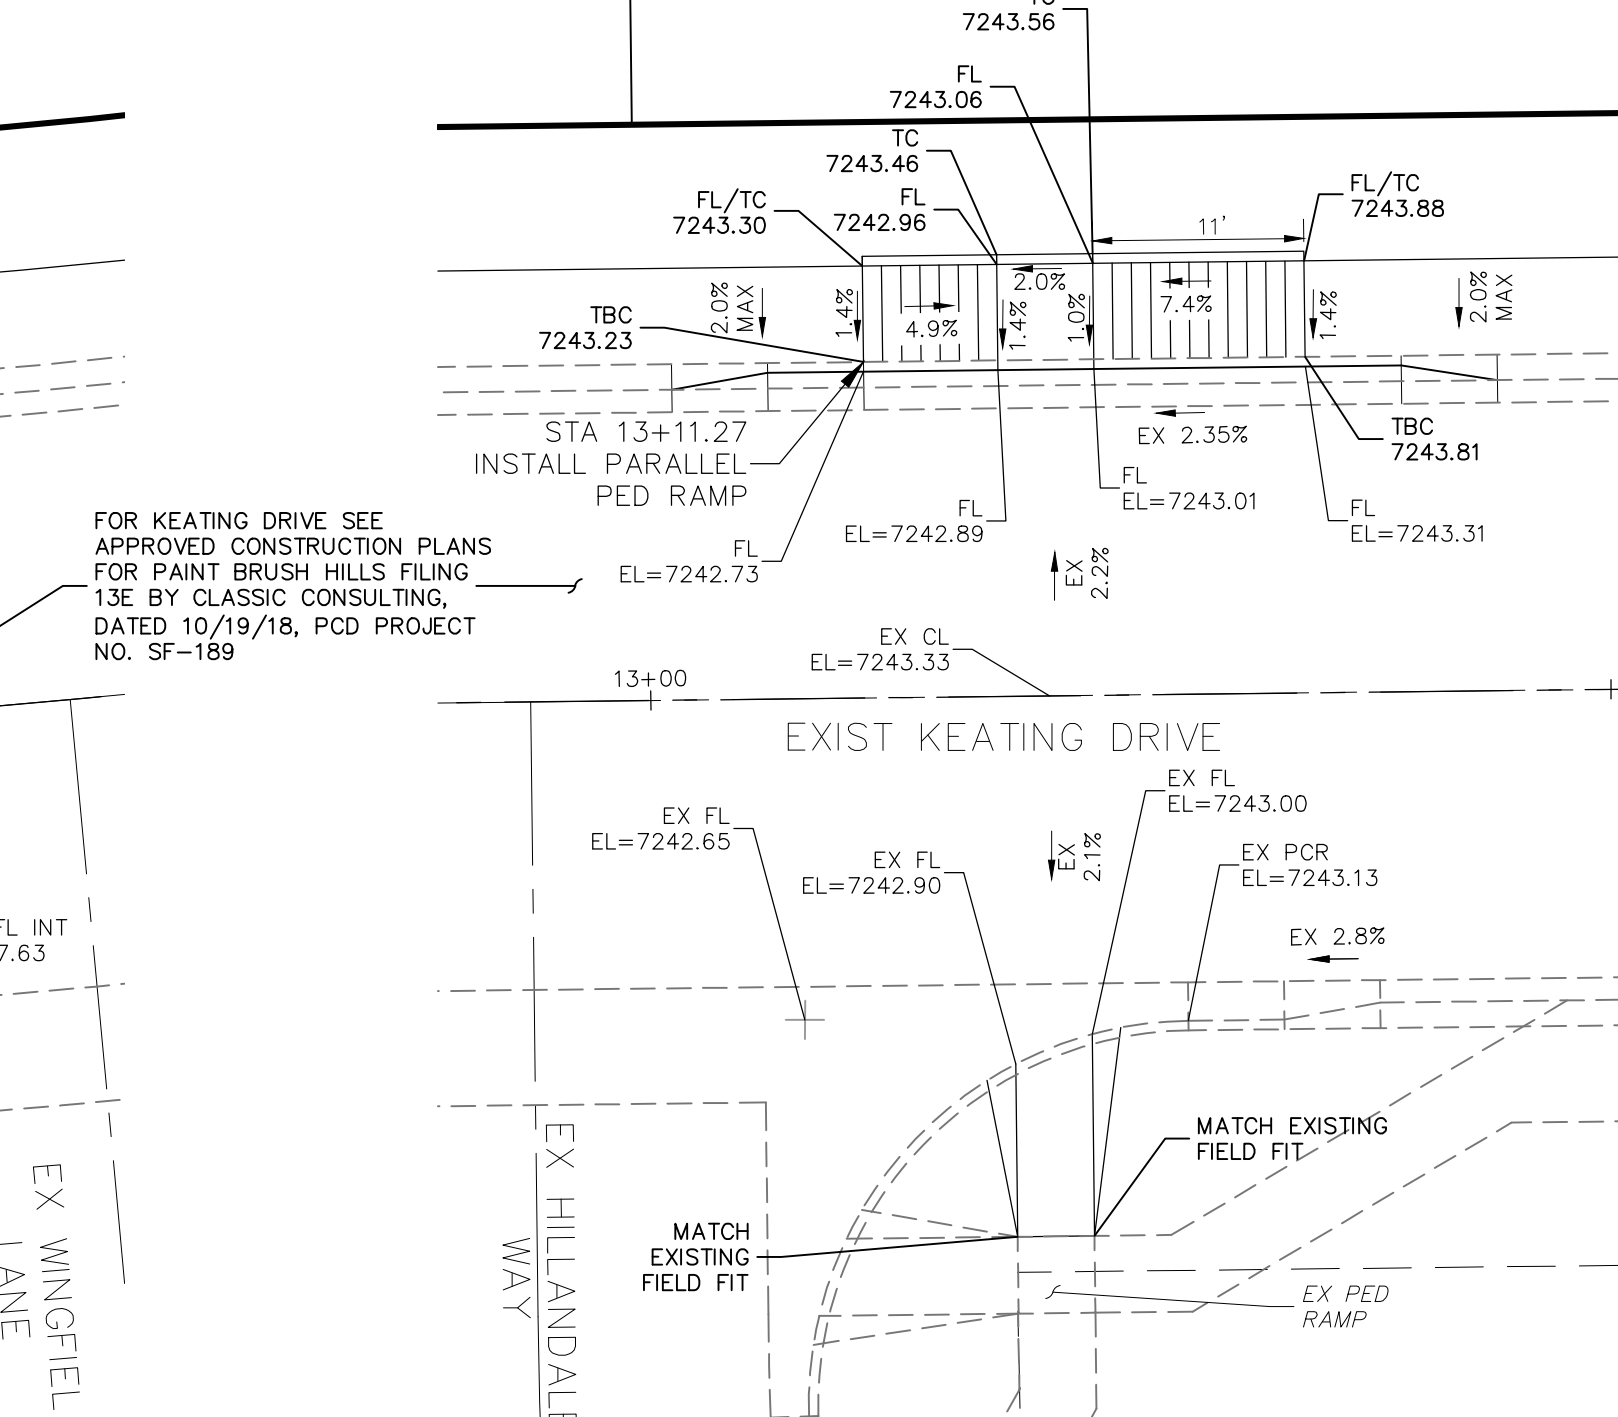 7243.56
FL
7243.06
TC
7243.46
FL
7242.96
FL/TC
7243.30
FL/TC
7243.88
11'
2.0%
MAX
1.4%
4.9%
2.0%
1.4%
1.0%
7.4%
1.4%
2.0%
MAX
TBC
7243.23
STA 13+11.27
INSTALL PARALLEL
PED RAMP
EX 2.35%
TBC
7243.81
FL
EL=7243.01
FL
EL=7242.89
FL
EL=7243.31
FL
EL=7242.73
FOR KEATING DRIVE SEE
APPROVED CONSTRUCTION PLANS
FOR PAINT BRUSH HILLS FILING
13E BY CLASSIC CONSULTING,
DATED 10/19/18, PCD PROJECT
NO. SF-189
EX
2.2%
EX CL
EL=7243.33
13+00
EXIST KEATING DRIVE
EX FL
EL=7243.00
EX FL
EL=7242.65
EX FL
EL=7242.90
EX
2.1%
EX PCR
EL=7243.13
EX 2.8%
FL INT
7.63
MATCH EXISTING
FIELD FIT
MATCH
EXISTING
FIELD FIT
EX PED
RAMP
EX HILLANDALE
WAY
EX WINGFIEL
LANE